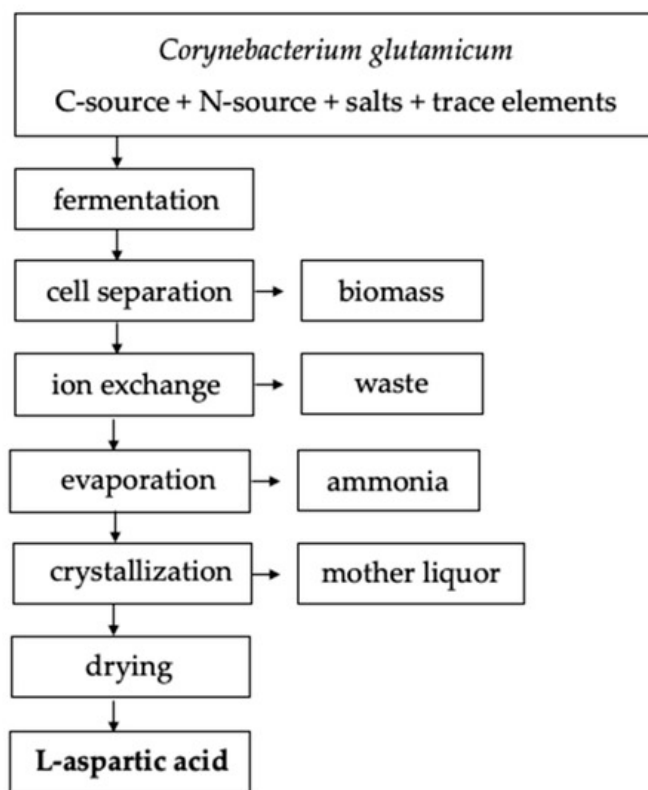 Corynebacterium glutamicum
C-source + N-source + salts + trace elements
fermentation
cell separation
biomass
ion exchange
waste
evaporation
ammonia
crystallization
mother liquor
drying
L-aspartic acid